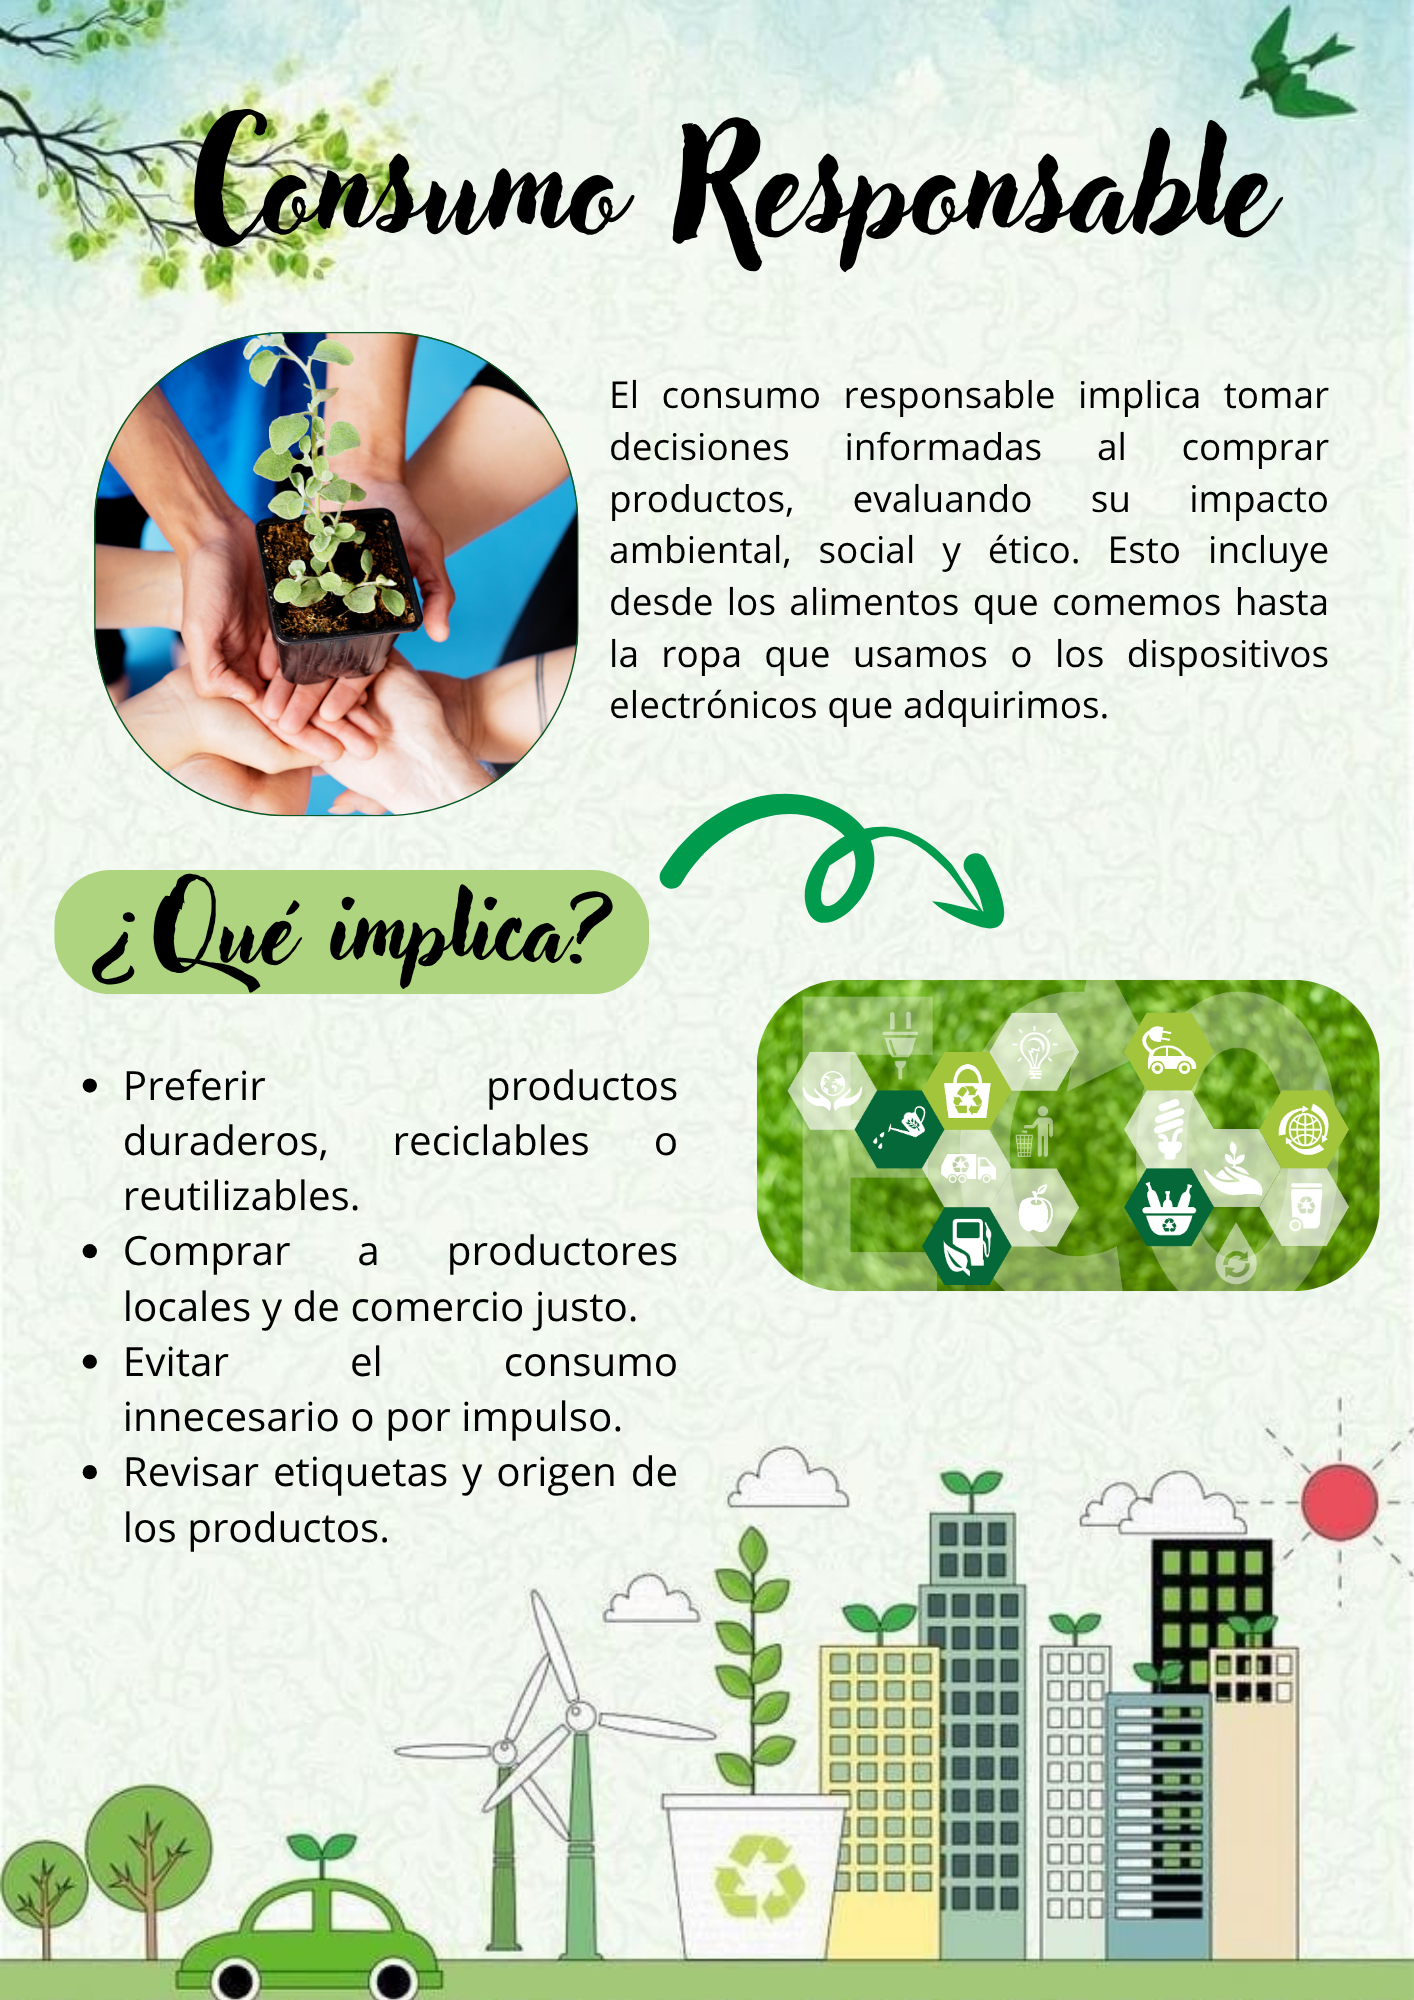 Consumo Responsable
El consumo responsable implica tomar
decisiones informadas al comprar
productos, evaluando su impacto
ambiental, social y ético. Esto incluye
desde los alimentos que comemos hasta
la ropa que usamos o los dispositivos
electrónicos que adquirimos.
¿Qué implica?
ECO
• Preferir productos
duraderos, reciclables o
reutilizables.
• Comprar a productores
locales y de comercio justo.
• Evitar el consumo
innecesario o por impulso.
• Revisar etiquetas y origen de
los productos.